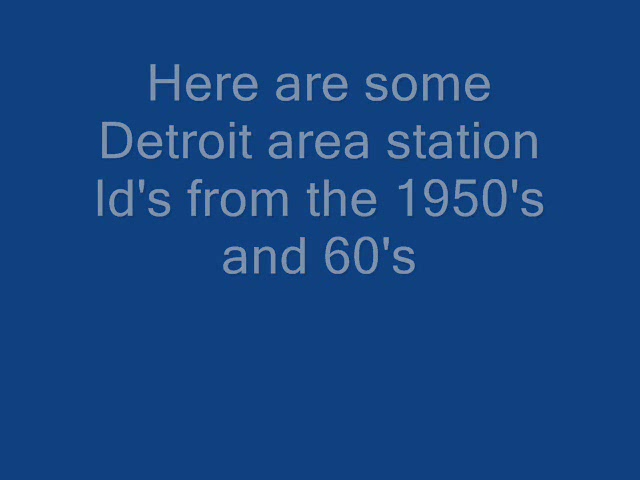 Here are some
Detroit area station
Id's from the 1950's
and 60's